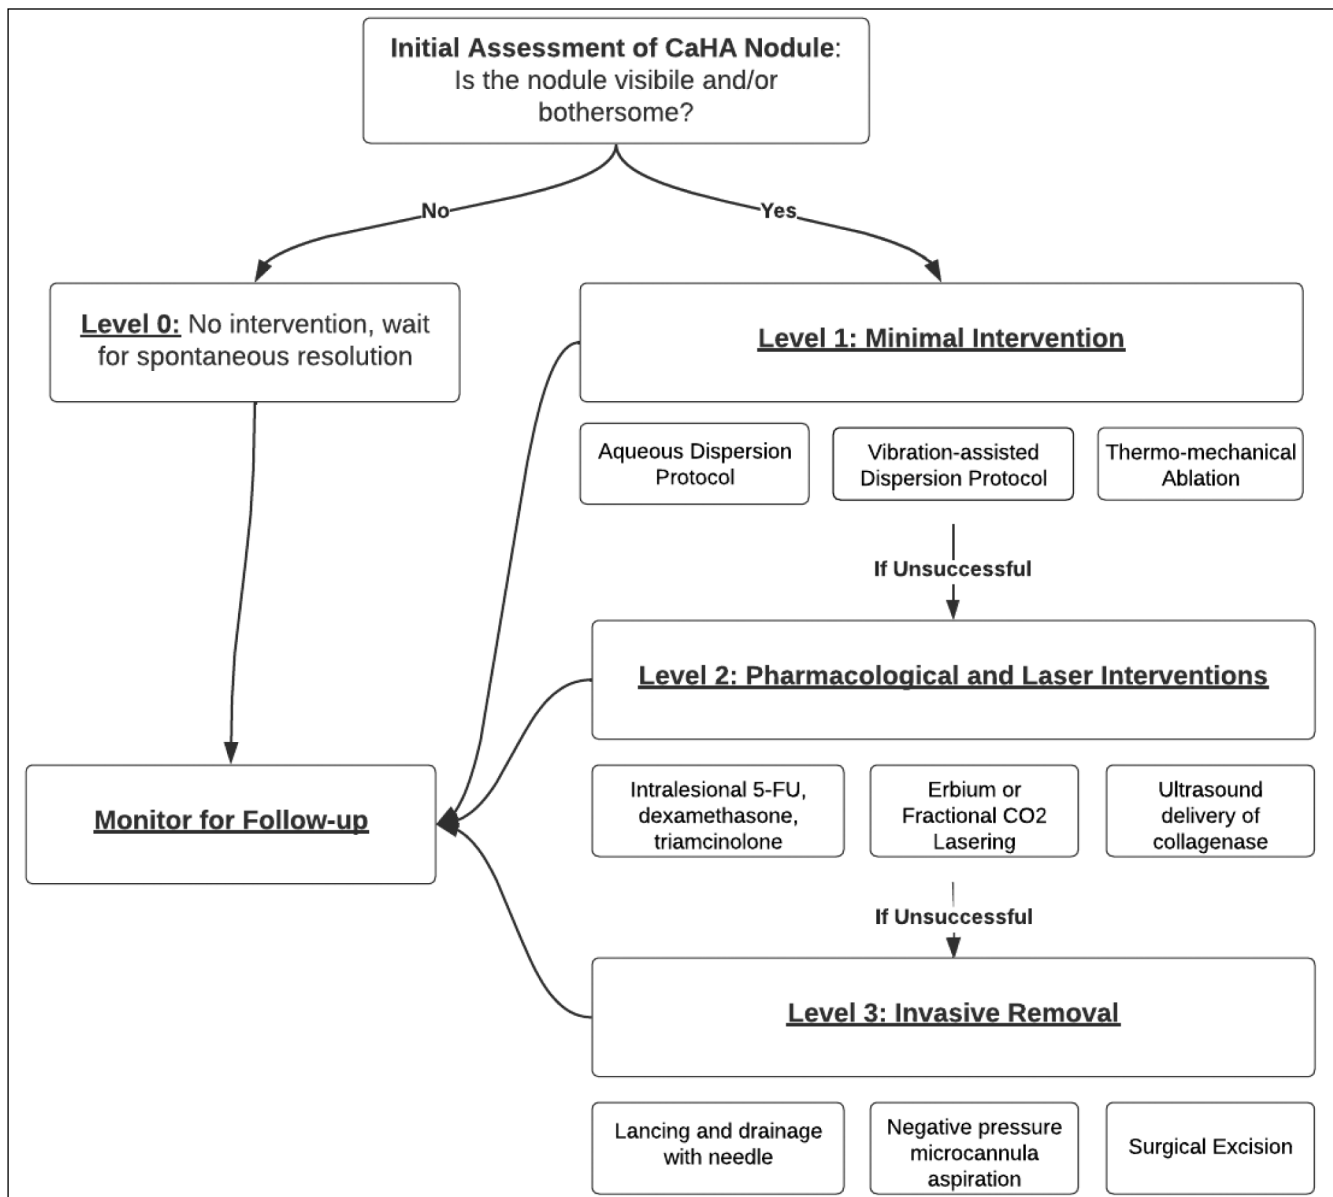 Initial Assessment of CaHA Nodule:
Is the nodule visibile and/or
bothersome?
No
Yes
Level 0: No intervention, wait
for spontaneous resolution
Level 1: Minimal Intervention
Aqueous Dispersion
Protocol
Vibration-assisted
Dispersion Protocol
Thermo-mechanical
Ablation
If Unsuccessful
Level 2: Pharmacological and Laser Interventions
Monitor for Follow-up
Intralesional 5-FU,
dexamethasone,
triamcinolone
Erbium or
Fractional CO2
Lasering
Ultrasound
delivery of
collagenase
If Unsuccessful
Level 3: Invasive Removal
Lancing and drainage
with needle
Negative pressure
microcannula
aspiration
Surgical Excision